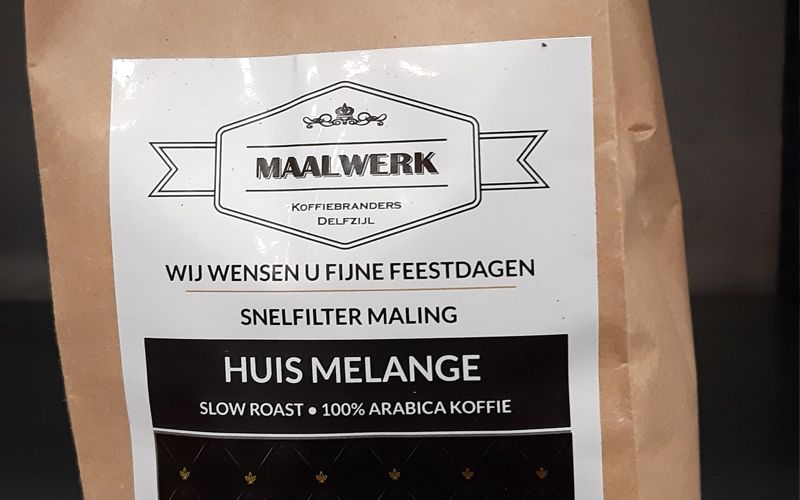 MAALWERK
KOFFIEBRANDERS
DELFZIJL
WIJ WENSEN U FIJNE FEESTDAGEN
SNELFILTER MALING
HUIS MELANGE
SLOW ROAST • 100% ARABICA KOFFIE